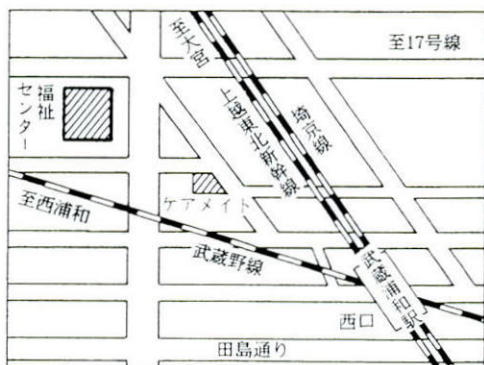 至大宮
至17号線
福祉
センター
上越東北新幹線
埼京線
ケアメイト
至西浦和
武蔵野線
武蔵浦和駅
西口
田島通り